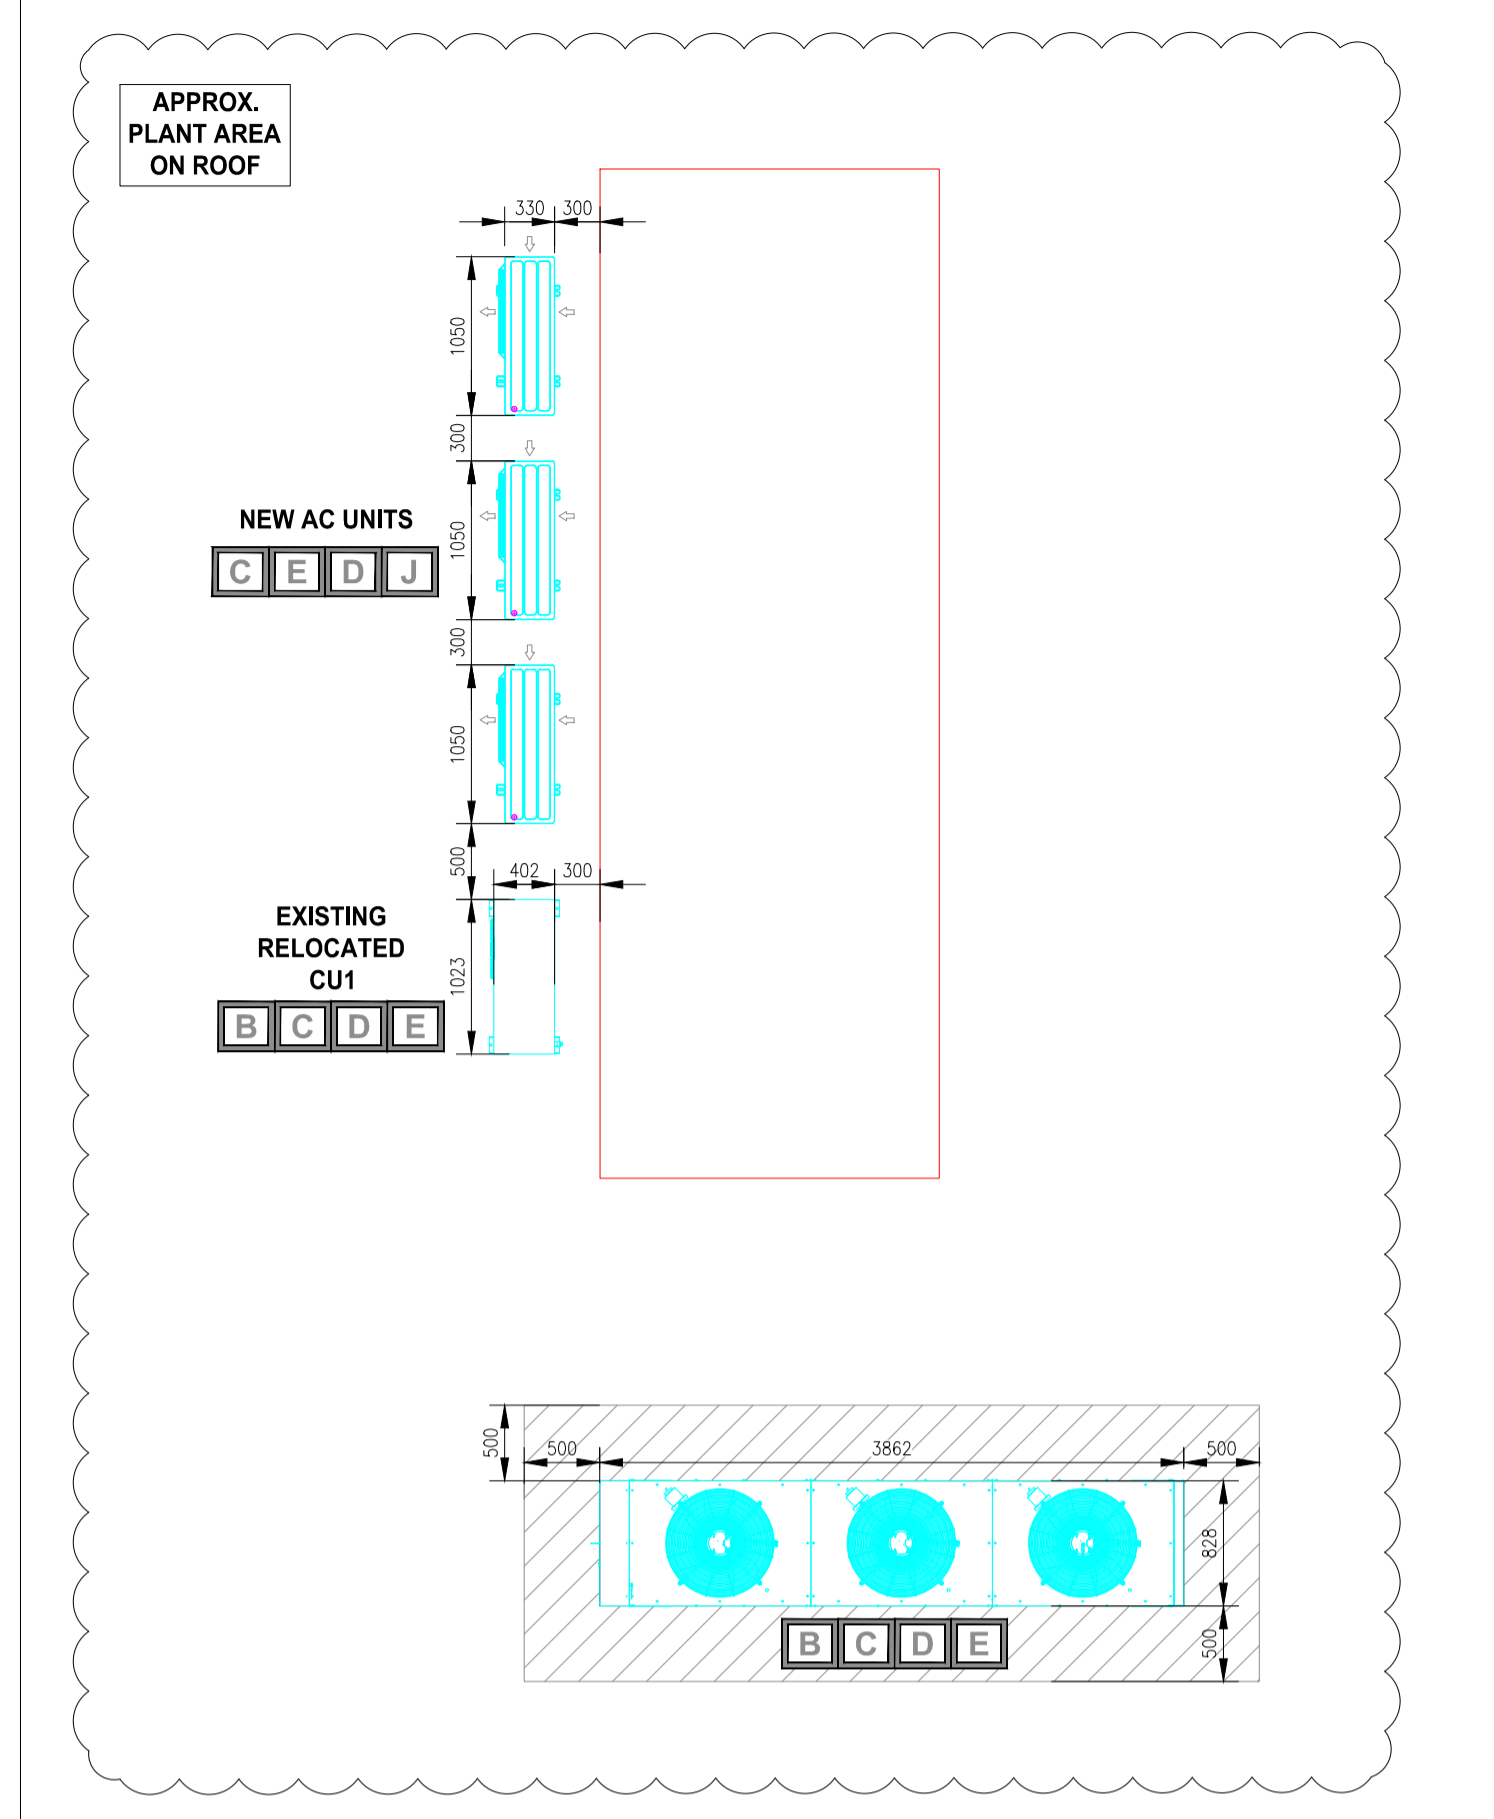 APPROX.
PLANT AREA
ON ROOF
330 300
1050
300
NEW AC UNITS
C E D J
1050
300
1050
500
402 300
EXISTING
RELOCATED
CU1
B C D E
1023
500
500 3862 500
828
B C D E
500